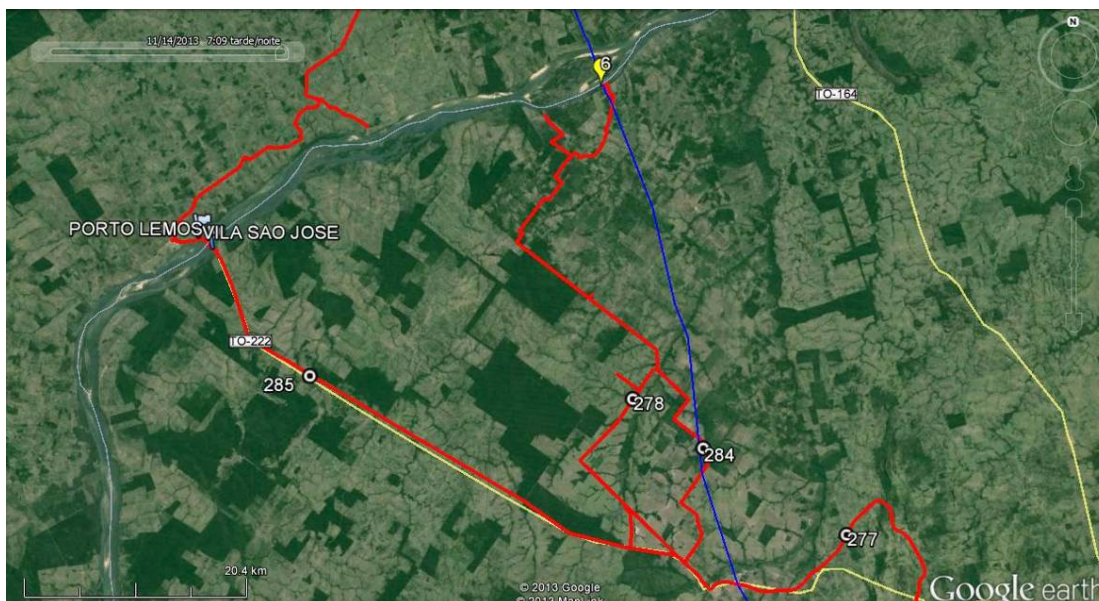 11/14/2013 7:09 tarde/noite
N
6
TO-164
PORTO LEMOS
VILA SAO JOSE
TO-222
285
278
284
277
20.4 km
© 2013 Google
Google earth